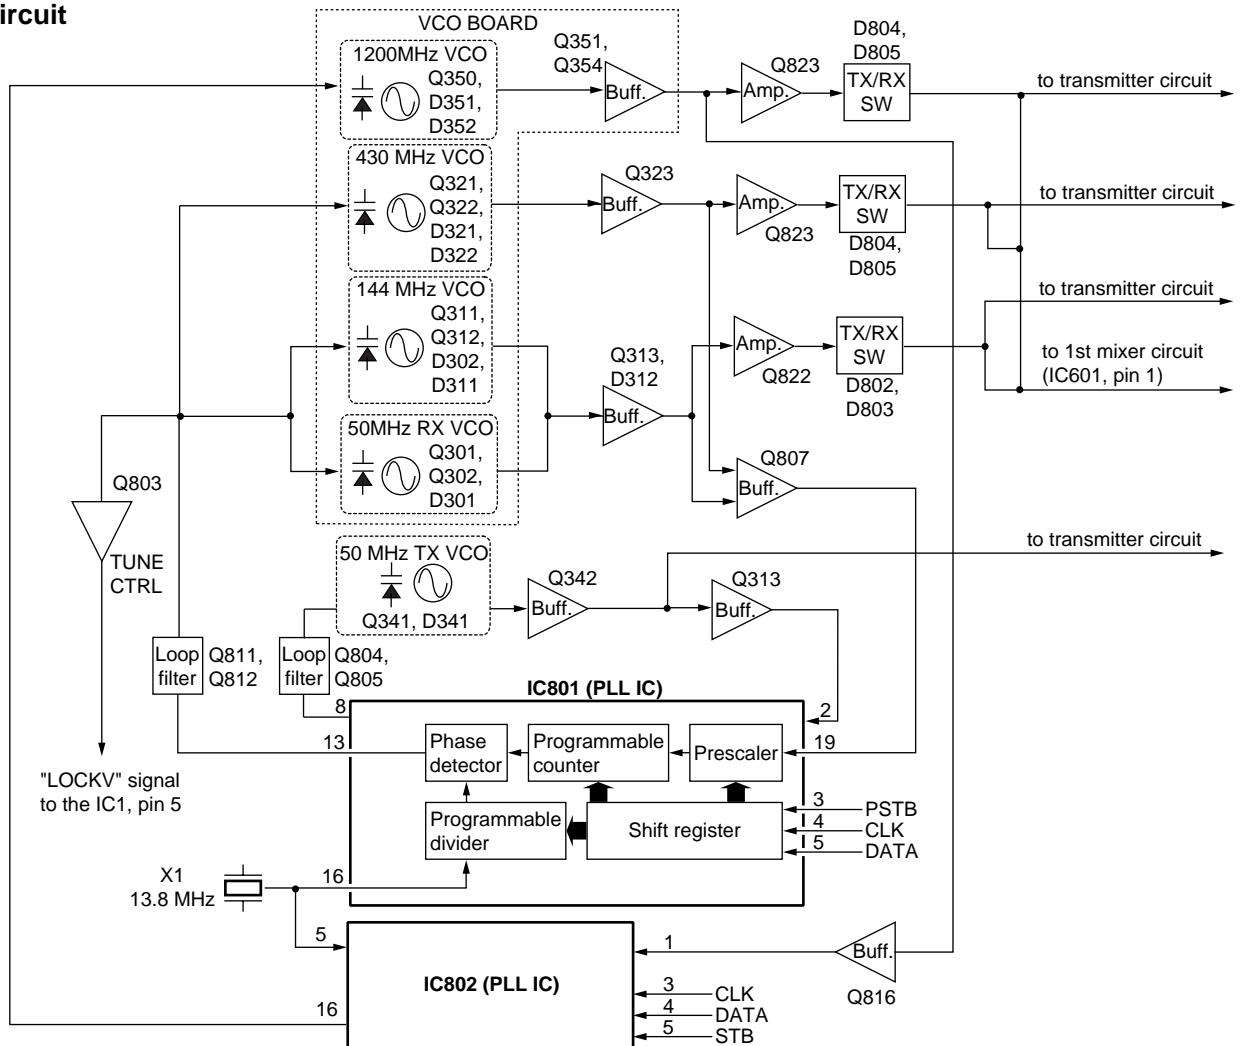 ircuit
VCO BOARD
1200MHz VCO
Q350,
D351,
D352
Q351,
Q354
Buff.
Q823
Amp.
D804,
D805
TX/RX
SW
to transmitter circuit
430 MHz VCO
Q321,
Q322,
D321,
D322
Q323
Buff.
Amp.
Q823
TX/RX
SW
D804,
D805
to transmitter circuit
144 MHz VCO
Q311,
Q312,
D302,
D311
Q313,
D312
Buff.
Amp.
Q822
TX/RX
SW
D802,
D803
to transmitter circuit
to 1st mixer circuit
(IC601, pin 1)
50MHz RX VCO
Q301,
Q302,
D301
Q807
Buff.
Q803
TUNE
CTRL
50 MHz TX VCO
Q341, D341
Q342
Buff.
Q313
Buff.
to transmitter circuit
Loop
filter
Q811,
Q812
Loop
filter
Q804,
Q805
"LOCKV" signal
to the IC1, pin 5
IC801 (PLL IC)
8
2
13
19
Phase
detector
Programmable
counter
Prescaler
Programmable
divider
Shift register
3
PSTB
4
CLK
5
DATA
X1
13.8 MHz
16
5
1
Buff.
Q816
IC802 (PLL IC)
16
3
CLK
4
DATA
5
STB